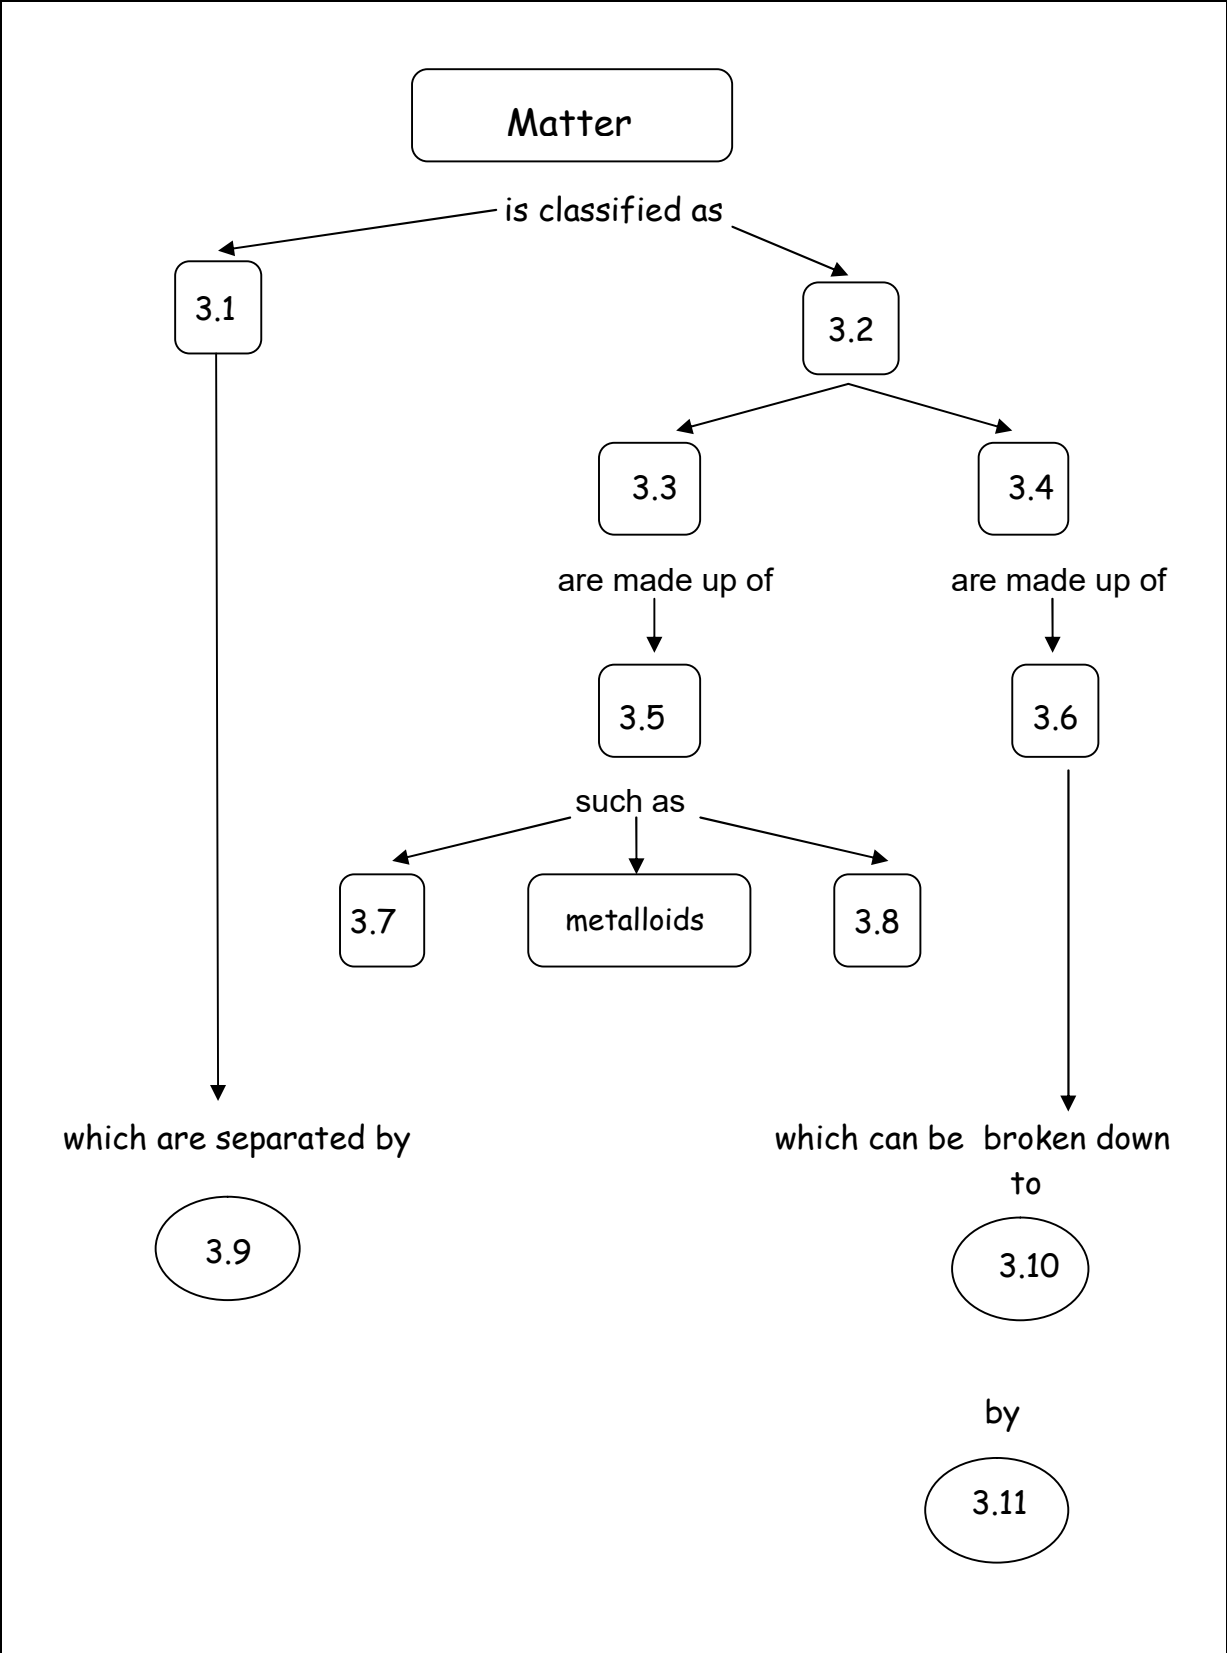 Matter
is classified as
3.1
3.2
3.3
3.4
are made up of
are made up of
3.5
3.6
such as
3.7
metalloids
3.8
which are separated by
which can be broken down
to
3.9
3.10
by
3.11